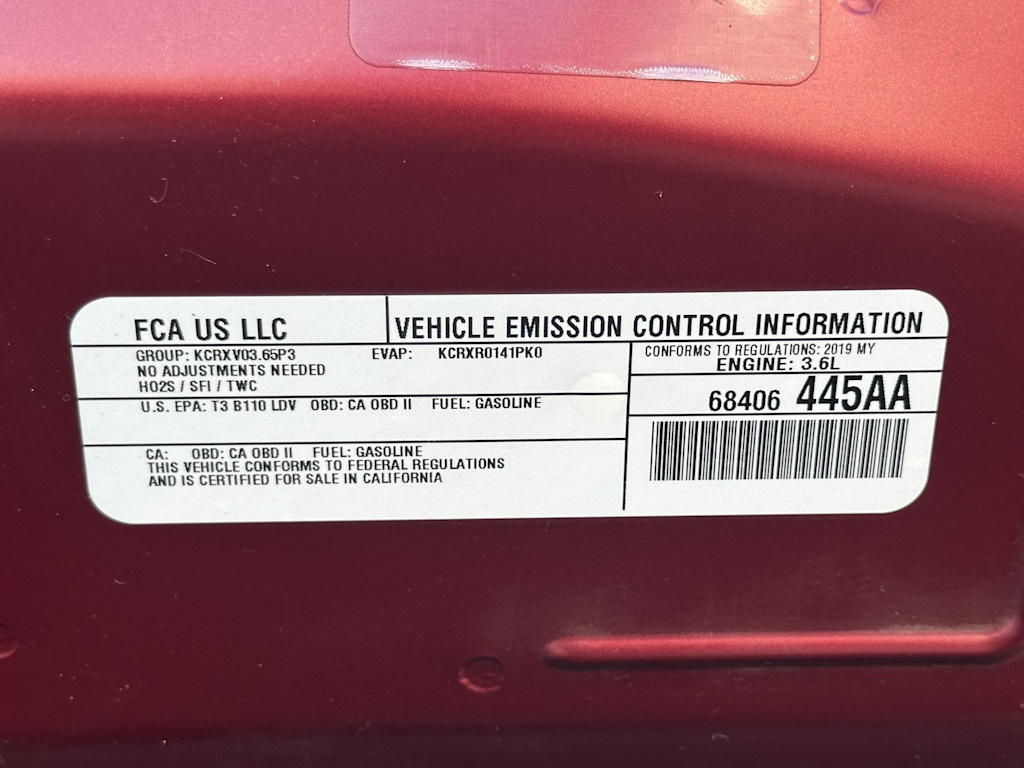 FCA US LLC
VEHICLE EMISSION CONTROL INFORMATION
GROUP: KCRXV03.65P3 EVAP: KCRXR0141PK0
NO ADJUSTMENTS NEEDED
HO2S / SFI / TWC
U.S. EPA: T3 B110 LDV OBD: CA OBD II FUEL: GASOLINE
CA: OBD: CA OBD II FUEL: GASOLINE
THIS VEHICLE CONFORMS TO FEDERAL REGULATIONS
AND IS CERTIFIED FOR SALE IN CALIFORNIA
CONFORMS TO REGULATIONS: 2019 MY
ENGINE: 3.6L
68406 445AA